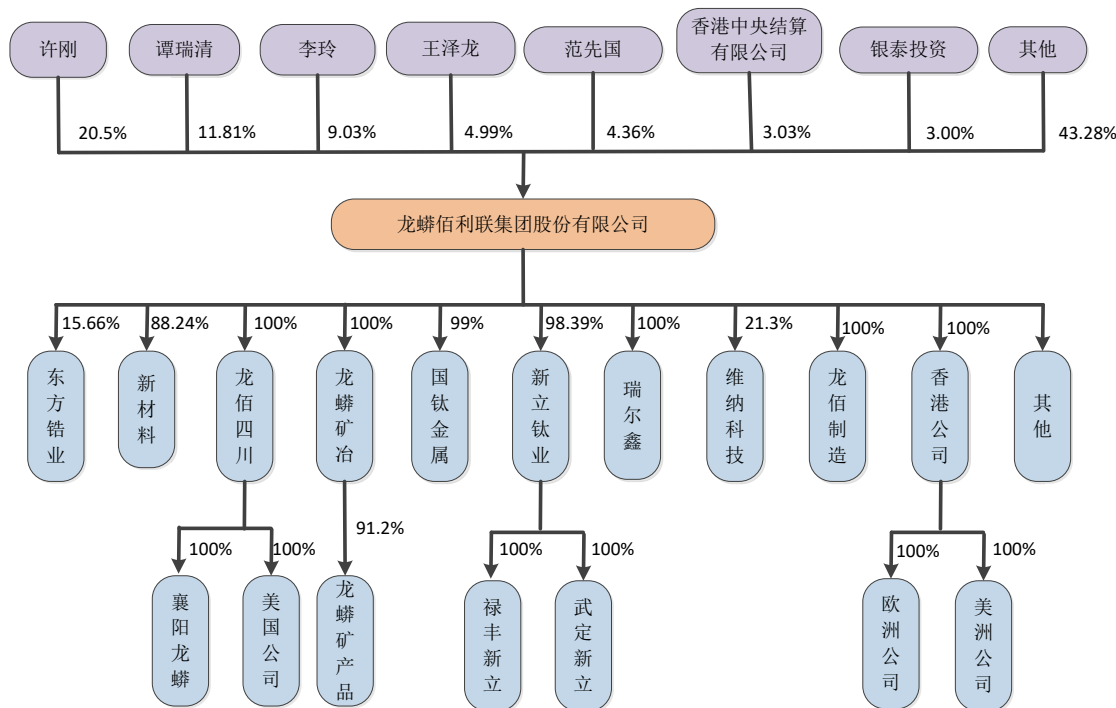 许刚
谭瑞清
李玲
王泽龙
范先国
香港中央结算
有限公司
银泰投资
其他
20.5%
11.81%
9.03%
4.99%
4.36%
3.03%
3.00%
43.28%
龙蟒佰利联集团股份有限公司
15.66%
88.24%
100%
100%
99%
98.39%
100%
21.3%
100%
100%
东方锆业
新材料
龙佰四川
龙蟒矿冶
国钛金属
新立钛业
瑞尔鑫
维纳科技
龙佰制造
香港公司
其他
100%
100%
91.2%
100%
100%
100%
100%
襄阳龙蟒
美国公司
龙蟒矿产品
禄丰新立
武定新立
欧洲公司
美洲公司